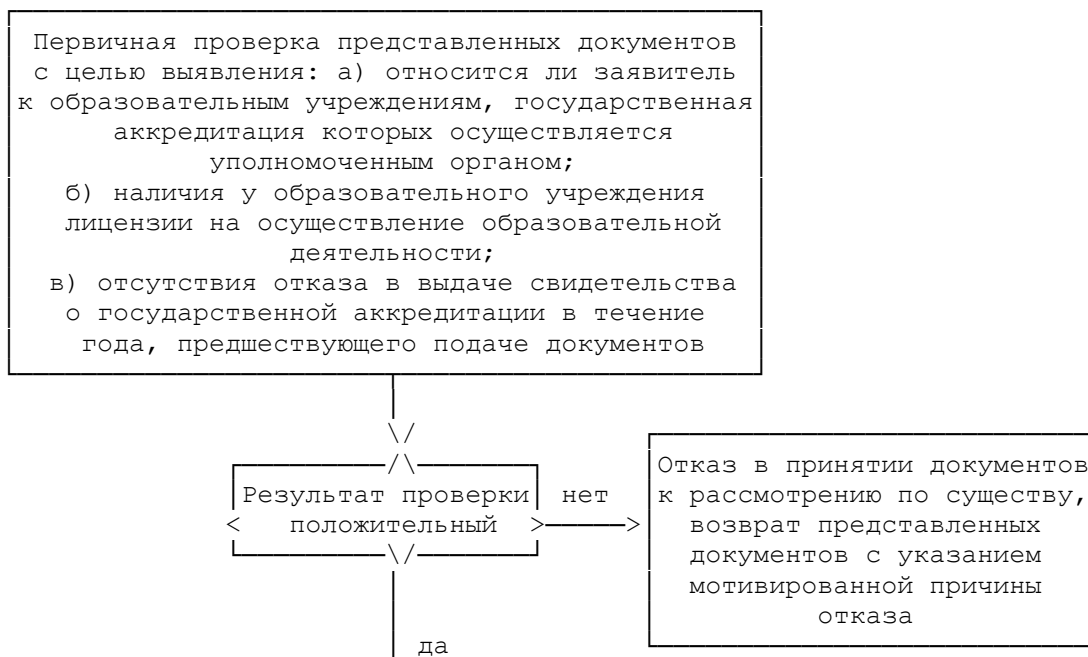 Первичная проверка представленных документов
с целью выявления: а) относится ли заявитель
к образовательным учреждениям, государственная
аккредитация которых осуществляется
уполномоченным органом;
б) наличия у образовательного учреждения
лицензии на осуществление образовательной
деятельности;
в) отсутствия отказа в выдаче свидетельства
о государственной аккредитации в течение
года, предшествующего подаче документов
Результат проверки
положительный
нет
Отказ в принятии документов
к рассмотрению по существу,
возврат представленных
документов с указанием
мотивированной причины
отказа
да